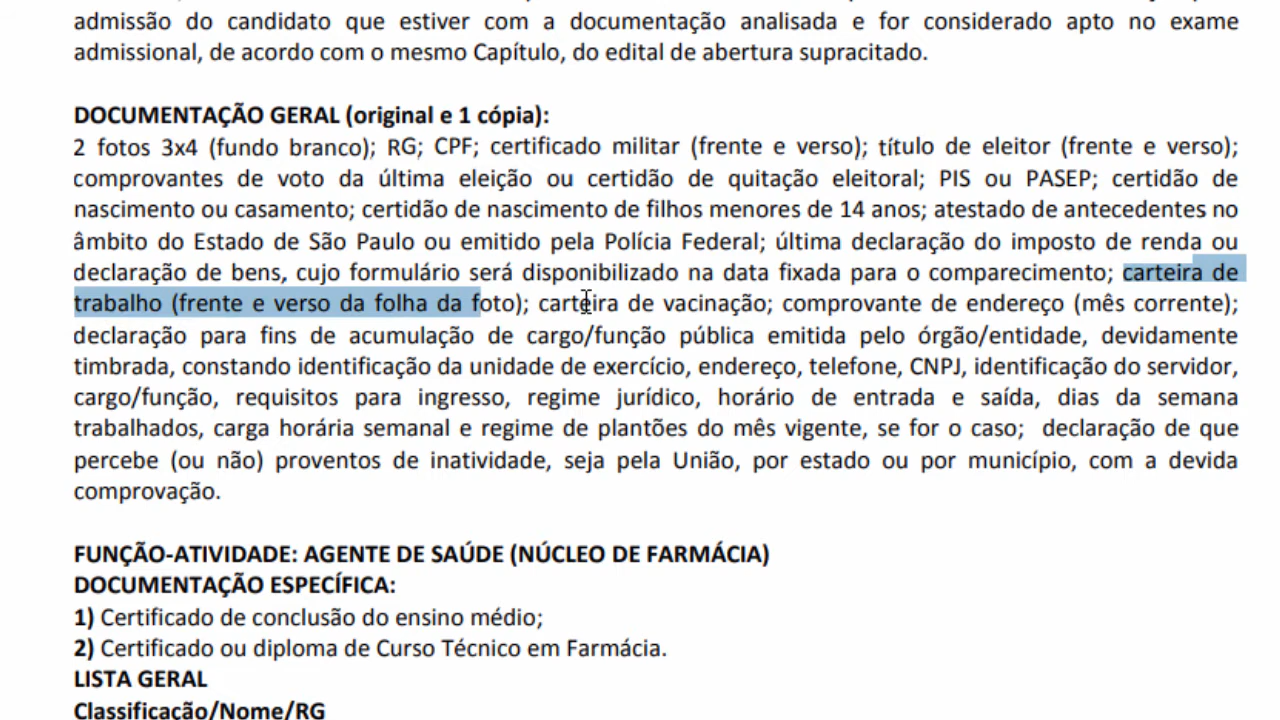 admissão do candidato que estiver com a documentação analisada e for considerado apto no exame
admissional, de acordo com o mesmo Capítulo, do edital de abertura supracitado.
DOCUMENTAÇÃO GERAL (original e 1 cópia):
2 fotos 3x4 (fundo branco); RG; CPF; certificado militar (frente e verso); título de eleitor (frente e verso);
comprovantes de voto da última eleição ou certidão de quitação eleitoral; PIS ou PASEP; certidão de
nascimento ou casamento; certidão de nascimento de filhos menores de 14 anos; atestado de antecedentes no
âmbito do Estado de São Paulo ou emitido pela Polícia Federal; última declaração do imposto de renda ou
declaração de bens, cujo formulário será disponibilizado na data fixada para o comparecimento; carteira de
trabalho (frente e verso da folha da foto); carteira de vacinação; comprovante de endereço (mês corrente);
declaração para fins de acumulação de cargo/função pública emitida pelo órgão/entidade, devidamente
timbrada, constando identificação da unidade de exercício, endereço, telefone, CNPJ, identificação do servidor,
cargo/função, requisitos para ingresso, regime jurídico, horário de entrada e saída, dias da semana
trabalhados, carga horária semanal e regime de plantões do mês vigente, se for o caso; declaração de que
percebe (ou não) proventos de inatividade, seja pela União, por estado ou por município, com a devida
comprovação.
FUNÇÃO-ATIVIDADE: AGENTE DE SAÚDE (NÚCLEO DE FARMÁCIA)
DOCUMENTAÇÃO ESPECÍFICA:
1) Certificado de conclusão do ensino médio;
2) Certificado ou diploma de Curso Técnico em Farmácia.
LISTA GERAL
Classificação/Nome/RG